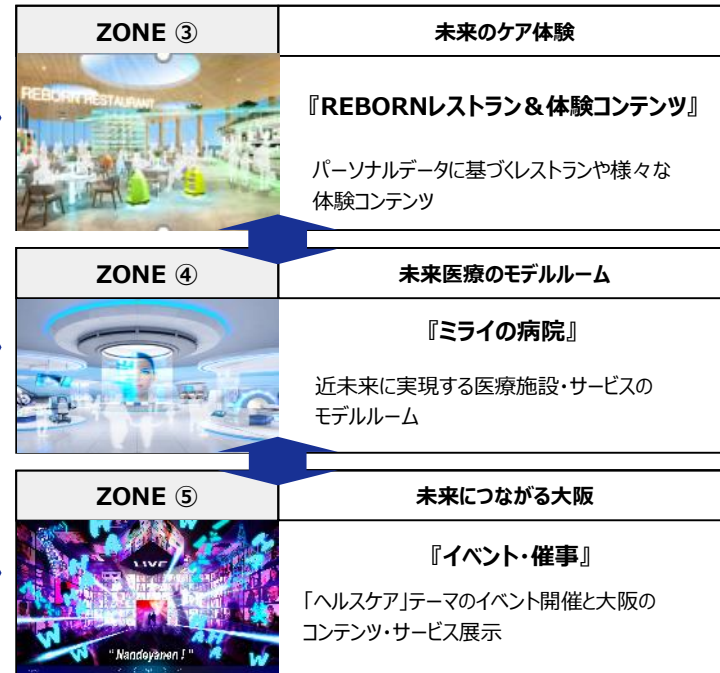 ZONE ③
未来のケア体験
REBORN RESTAURANT
『REBORNレストラン＆体験コンテンツ』
パーソナルデータに基づくレストランや様々な
体験コンテンツ
ZONE ④
未来医療のモデルルーム
『ミライの病院』
近未来に実現する医療施設・サービスの
モデルルーム
ZONE ⑤
未来につながる大阪
LIVE
"Nandeyanen!"
『イベント・催事』
「ヘルスケア」テーマのイベント開催と大阪の
コンテンツ・サービス展示